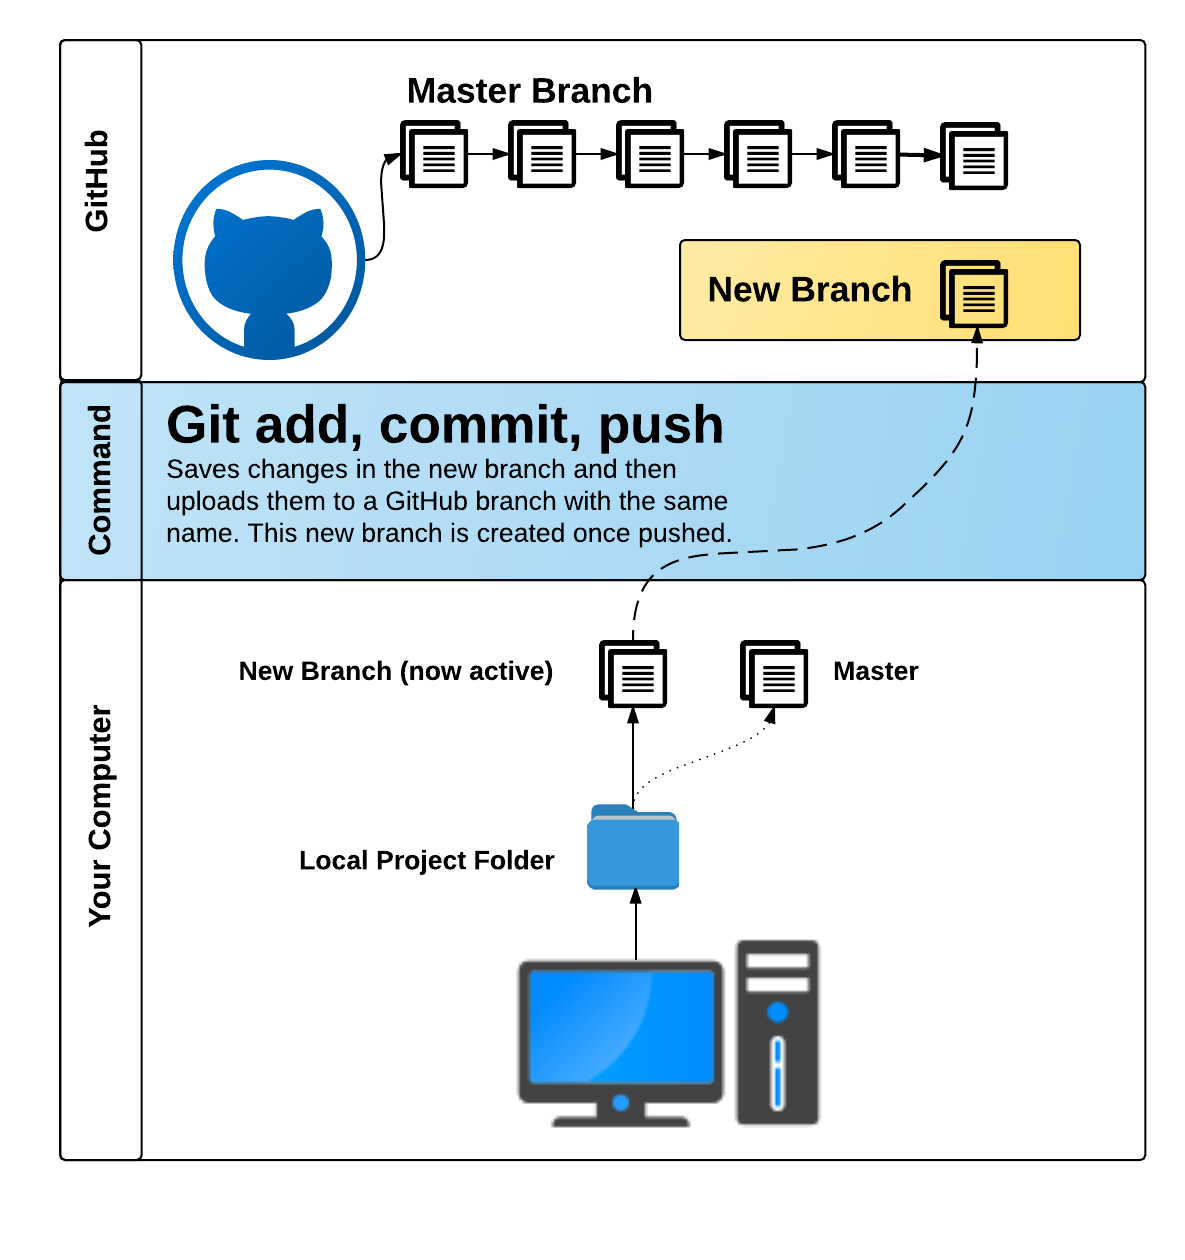 GitHub
Master Branch
New Branch
Command
Git add, commit, push
Saves changes in the new branch and then
uploads them to a GitHub branch with the same
name. This new branch is created once pushed.
Your Computer
New Branch (now active)
Master
Local Project Folder